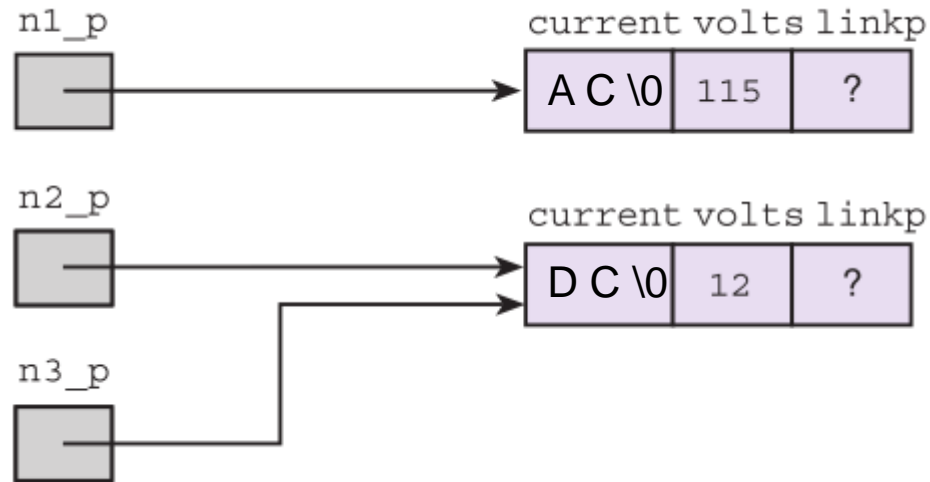 n1_p
current volts linkp
A C \0 115 ?
n2_p
current volts linkp
D C \0 12 ?
n3_p